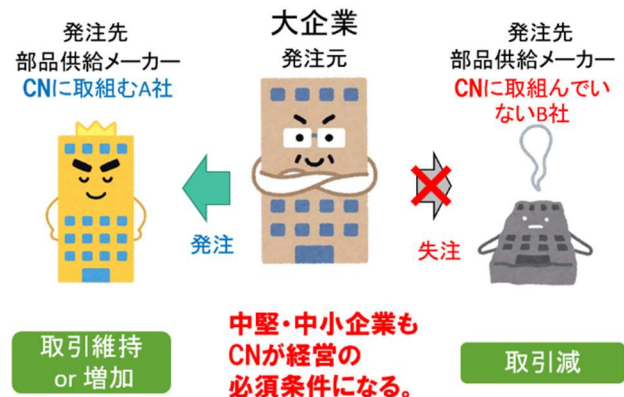 発注先
部品供給メーカー
CNに取組むA社
大企業
発注元
発注先
部品供給メーカー
CNに取組んでい
ないB社
発注
失注
取引維持
or 増加
中堅・中小企業も
CNが経営の
必須条件になる。
取引減